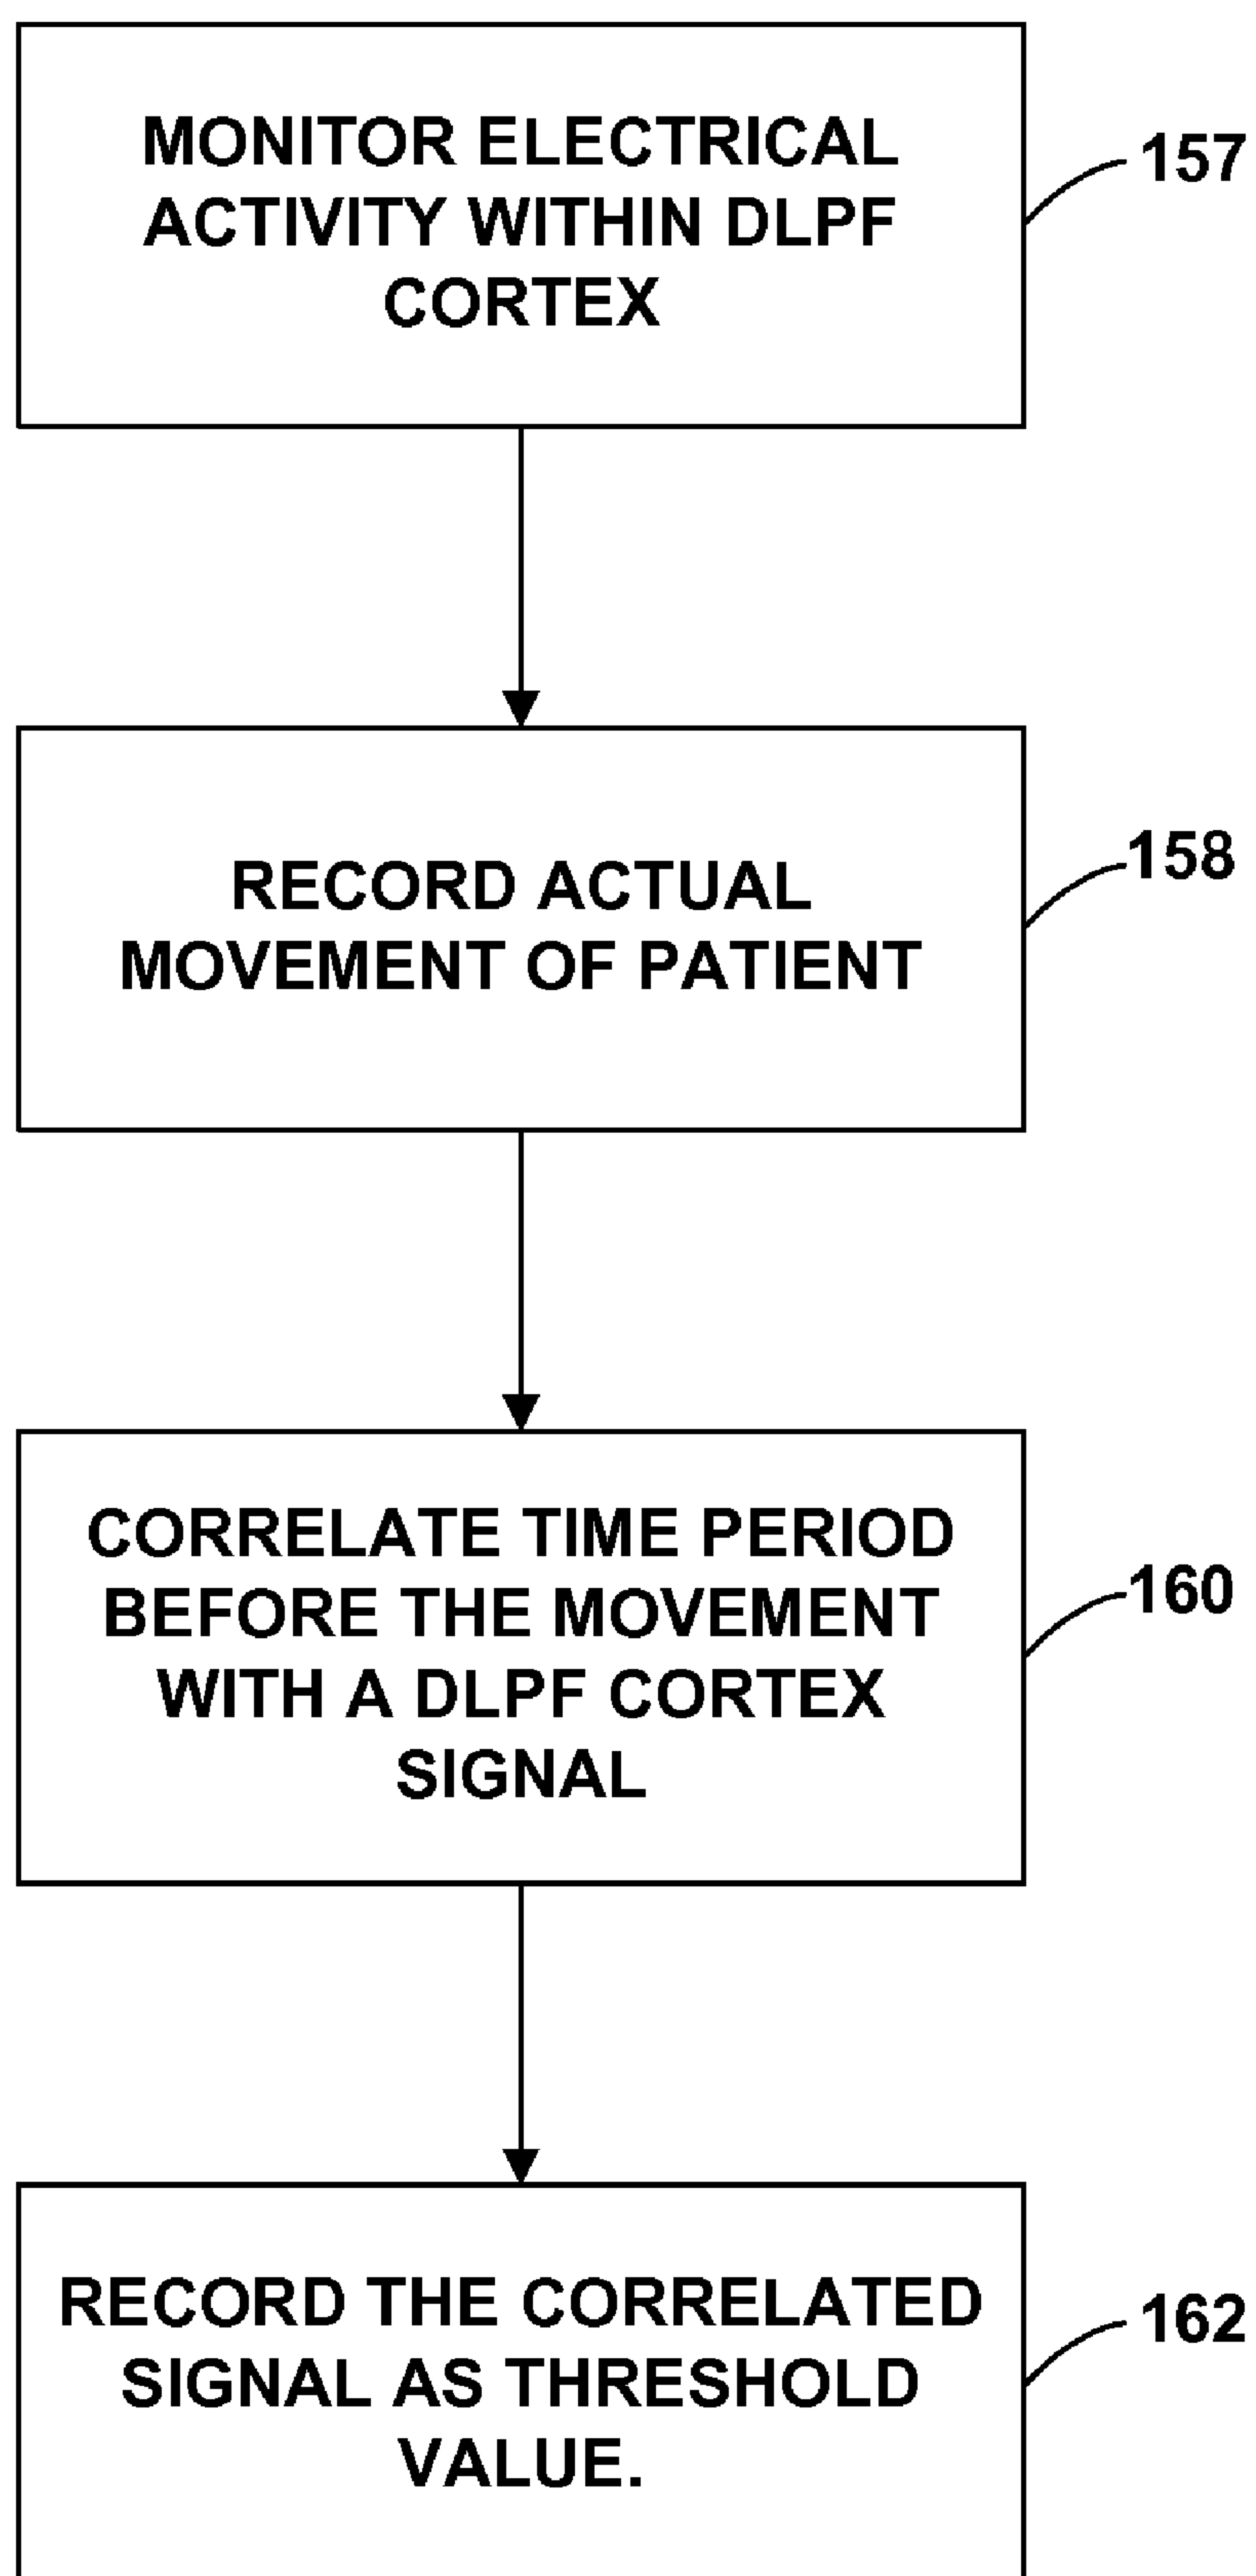 MONITOR ELECTRICAL
ACTIVITY WITHIN DLPF
CORTEX
157
RECORD ACTUAL
MOVEMENT OF PATIENT
158
CORRELATE TIME PERIOD
BEFORE THE MOVEMENT
WITH A DLPF CORTEX
SIGNAL
160
RECORD THE CORRELATED
SIGNAL AS THRESHOLD
VALUE.
162